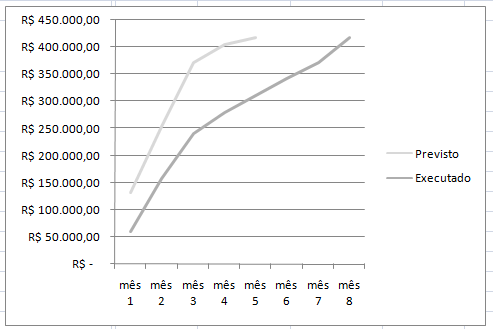 R$ 450.000,00
R$ 400.000,00
R$ 350.000,00
R$ 300.000,00
R$ 250.000,00
R$ 200.000,00
R$ 150.000,00
R$ 100.000,00
R$ 50.000,00
R$ -
mês mês mês mês mês mês mês mês
1 2 3 4 5 6 7 8
Previsto
Executado